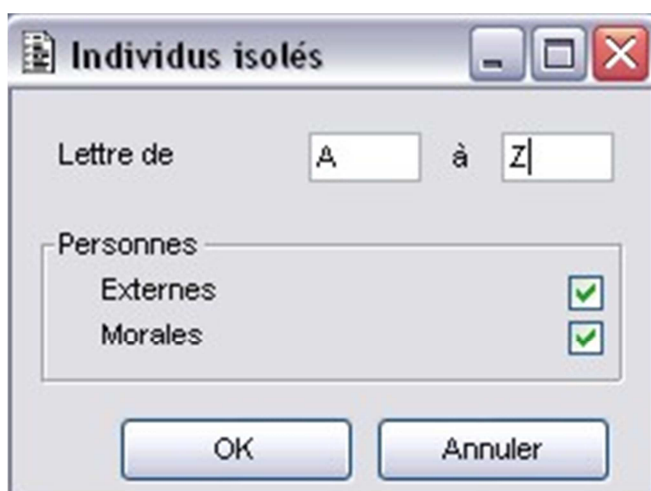 Individus isolés
Lettre de A à Z
Personnes
Externes
Morales
OK Annuler